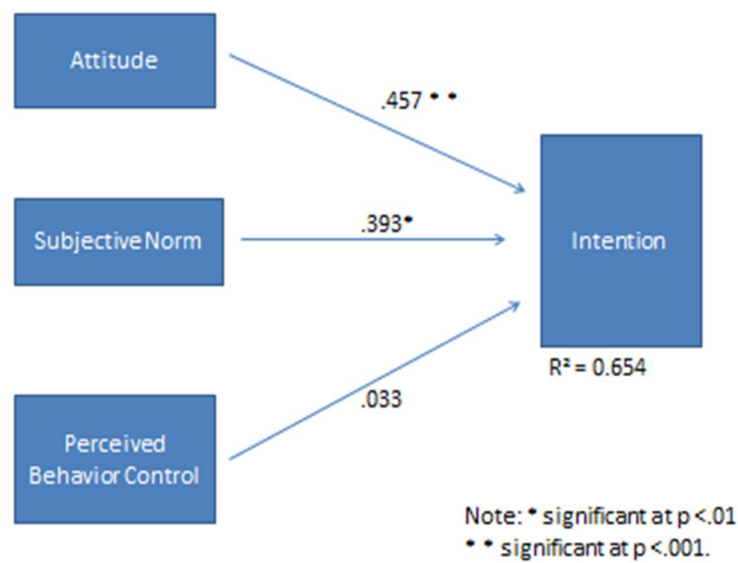 Attitude
.457 * *
Subjective Norm
.393*
Intention
R² = 0.654
.033
Perceived
Behavior Control
Note: * significant at p <.01
* * significant at p <.001.